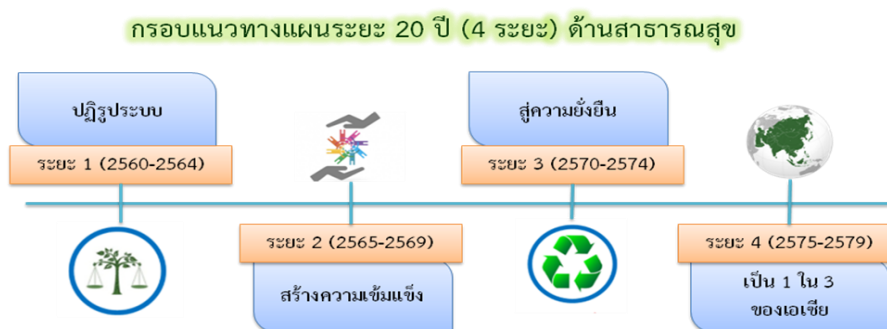 กรอบแนวทางแผนระยะ 20 ปี (4 ระยะ) ด้านสาธารณสุข
ปฏิรูประบบ
ระยะ 1 (2560-2564)
ระยะ 2 (2565-2569)
สร้างความเข้มแข็ง
สู่ความยั่งยืน
ระยะ 3 (2570-2574)
ระยะ 4 (2575-2579)
เป็น 1 ใน 3
ของเอเซีย